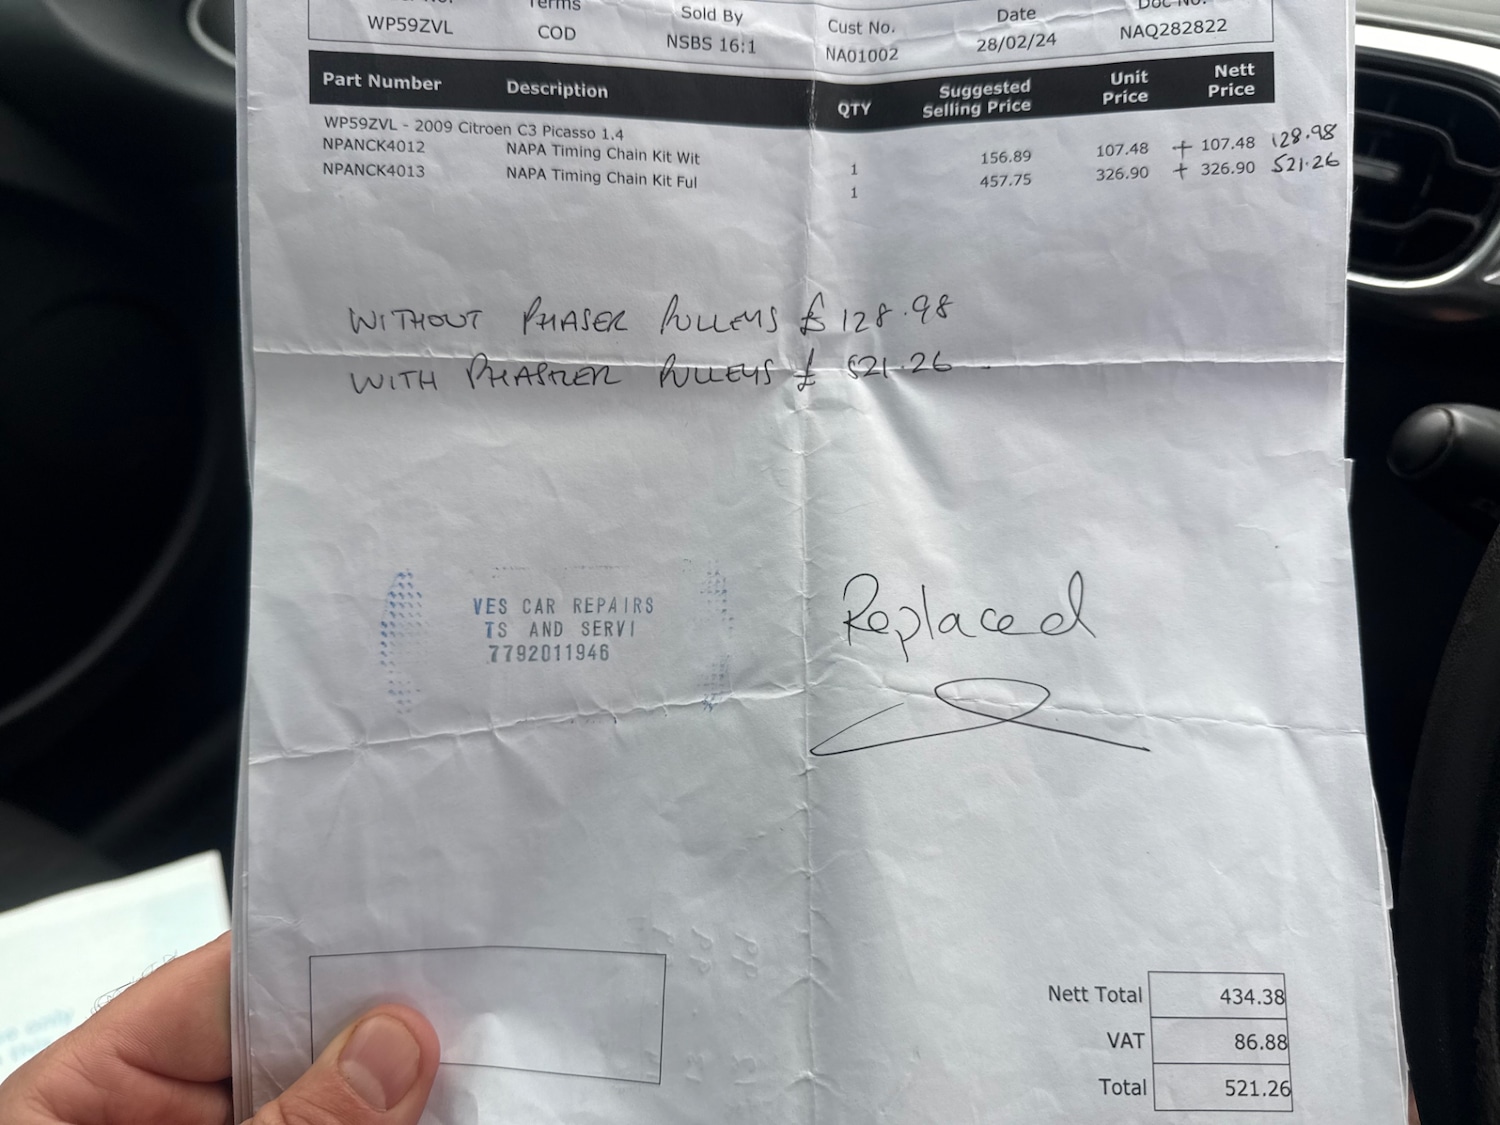 Terms Sold By Cust No. Date Doc No.
WP59ZVL COD NSBS 16:1 NA01002 28/02/24 NAQ282822
Part Number Description QTY Suggested Selling Price Unit Price Nett Price
WP59ZVL - 2009 Citroen C3 Picasso 1.4
NPANCK4012 NAPA Timing Chain Kit Wit 1 156.89 107.48 + 107.48 128.98
NPANCK4013 NAPA Timing Chain Kit Ful 1 457.75 326.90 + 326.90 521.26
WITHOUT PHASER PULLEYS £128.98
WITH PHASER PULLEYS £ 521.26
VES CAR REPAIRS
TS AND SERVI
7792011946
Replaced
Nett Total 434.38
VAT 86.88
Total 521.26